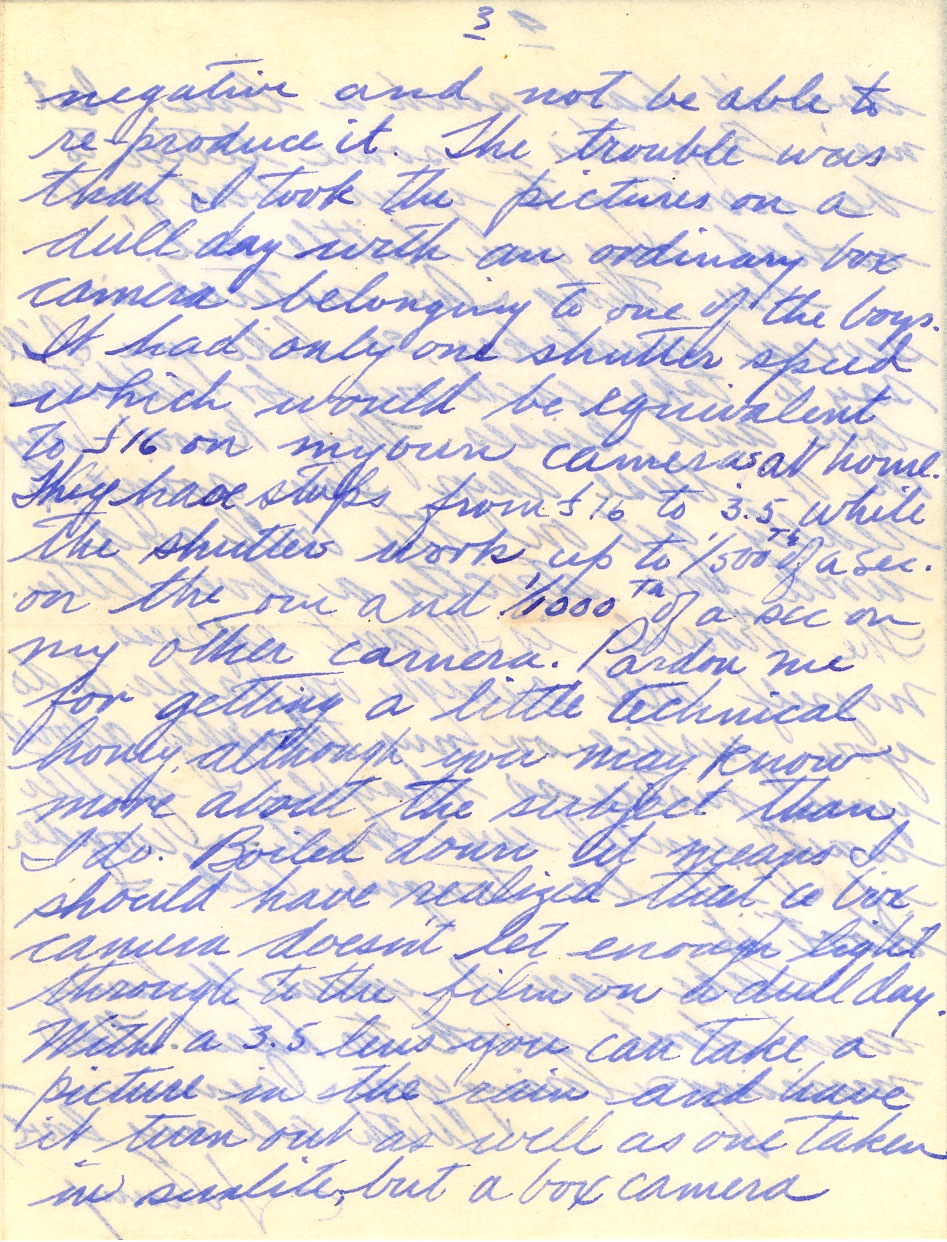 3
negative and not be able to
re-produce it. The trouble was
that I took the pictures on a
dull day with an ordinary box
camera belonging to one of the boys.
It had only one shutter speed
which would be equivalent
to f16 on my own cameras at home.
They have stops from f16 to 3.5 while
the shutters work up to 1/500th of a sec.
on the one and 1/1000th of a sec on
my other camera. Pardon me
for getting a little technical
honey, although you may know
more about the subject than
I do. Boiled down it means I
should have realized that a box
camera doesn't let enough light
through to the film on a dull day.
With a 3.5 lens you can take a
picture in the rain and have
it turn out as well as one taken
in sunlite, but a box camera